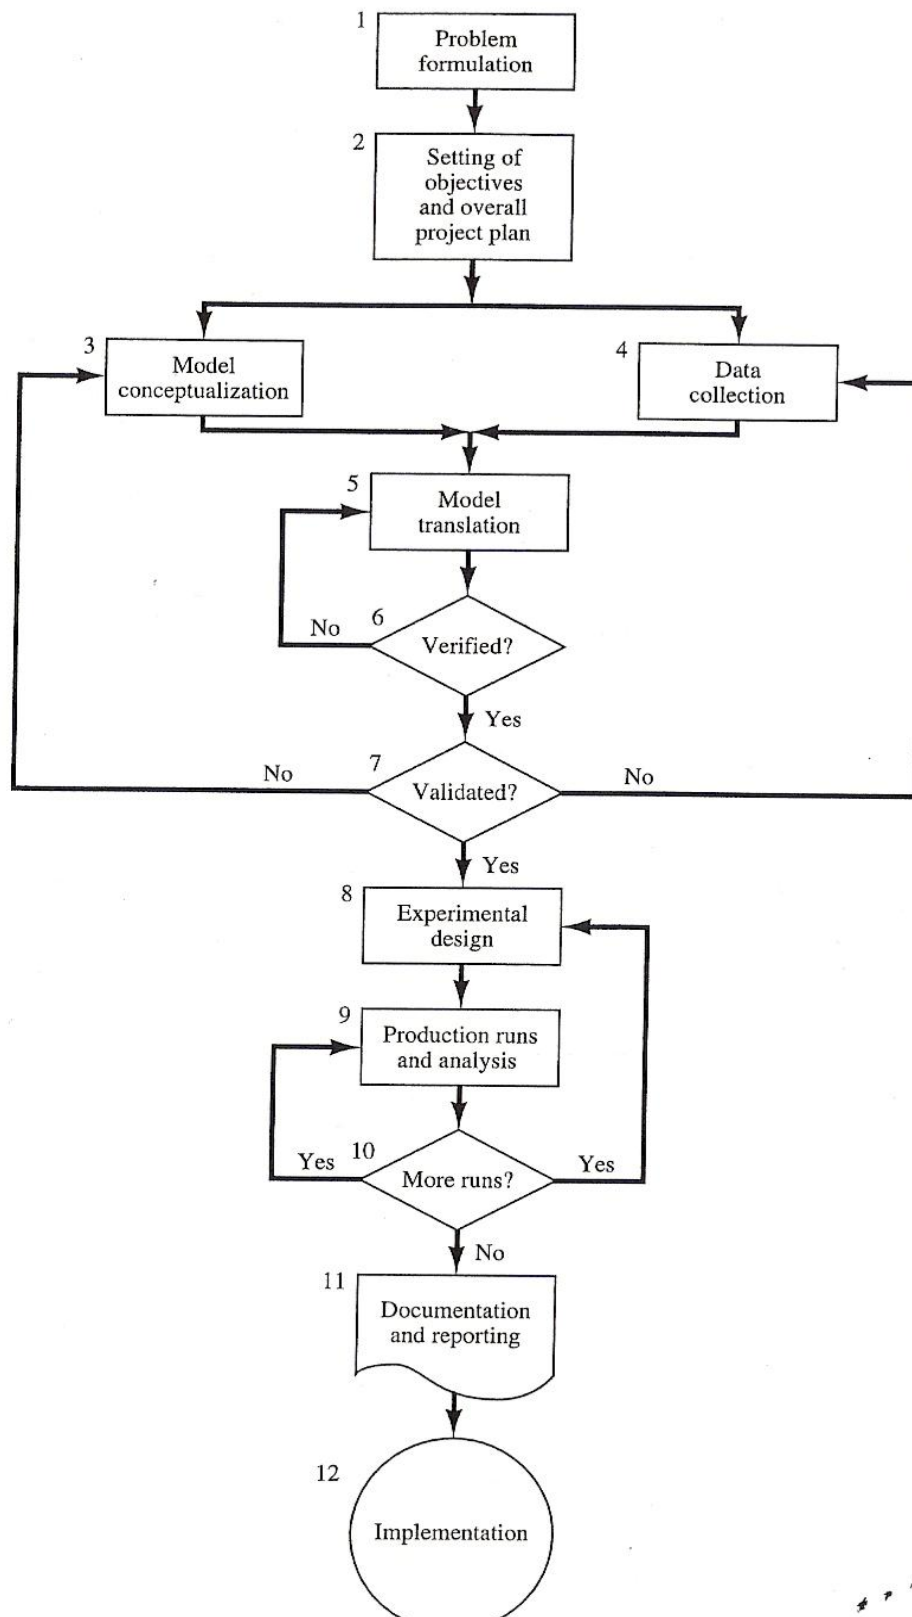 1
Problem
formulation
2
Setting of
objectives
and overall
project plan
3
Model
conceptualization
4
Data
collection
5
Model
translation
6
No
Verified?
Yes
7
No
Validated?
No
Yes
8
Experimental
design
9
Production runs
and analysis
10
Yes
More runs?
Yes
No
11
Documentation
and reporting
12
Implementation